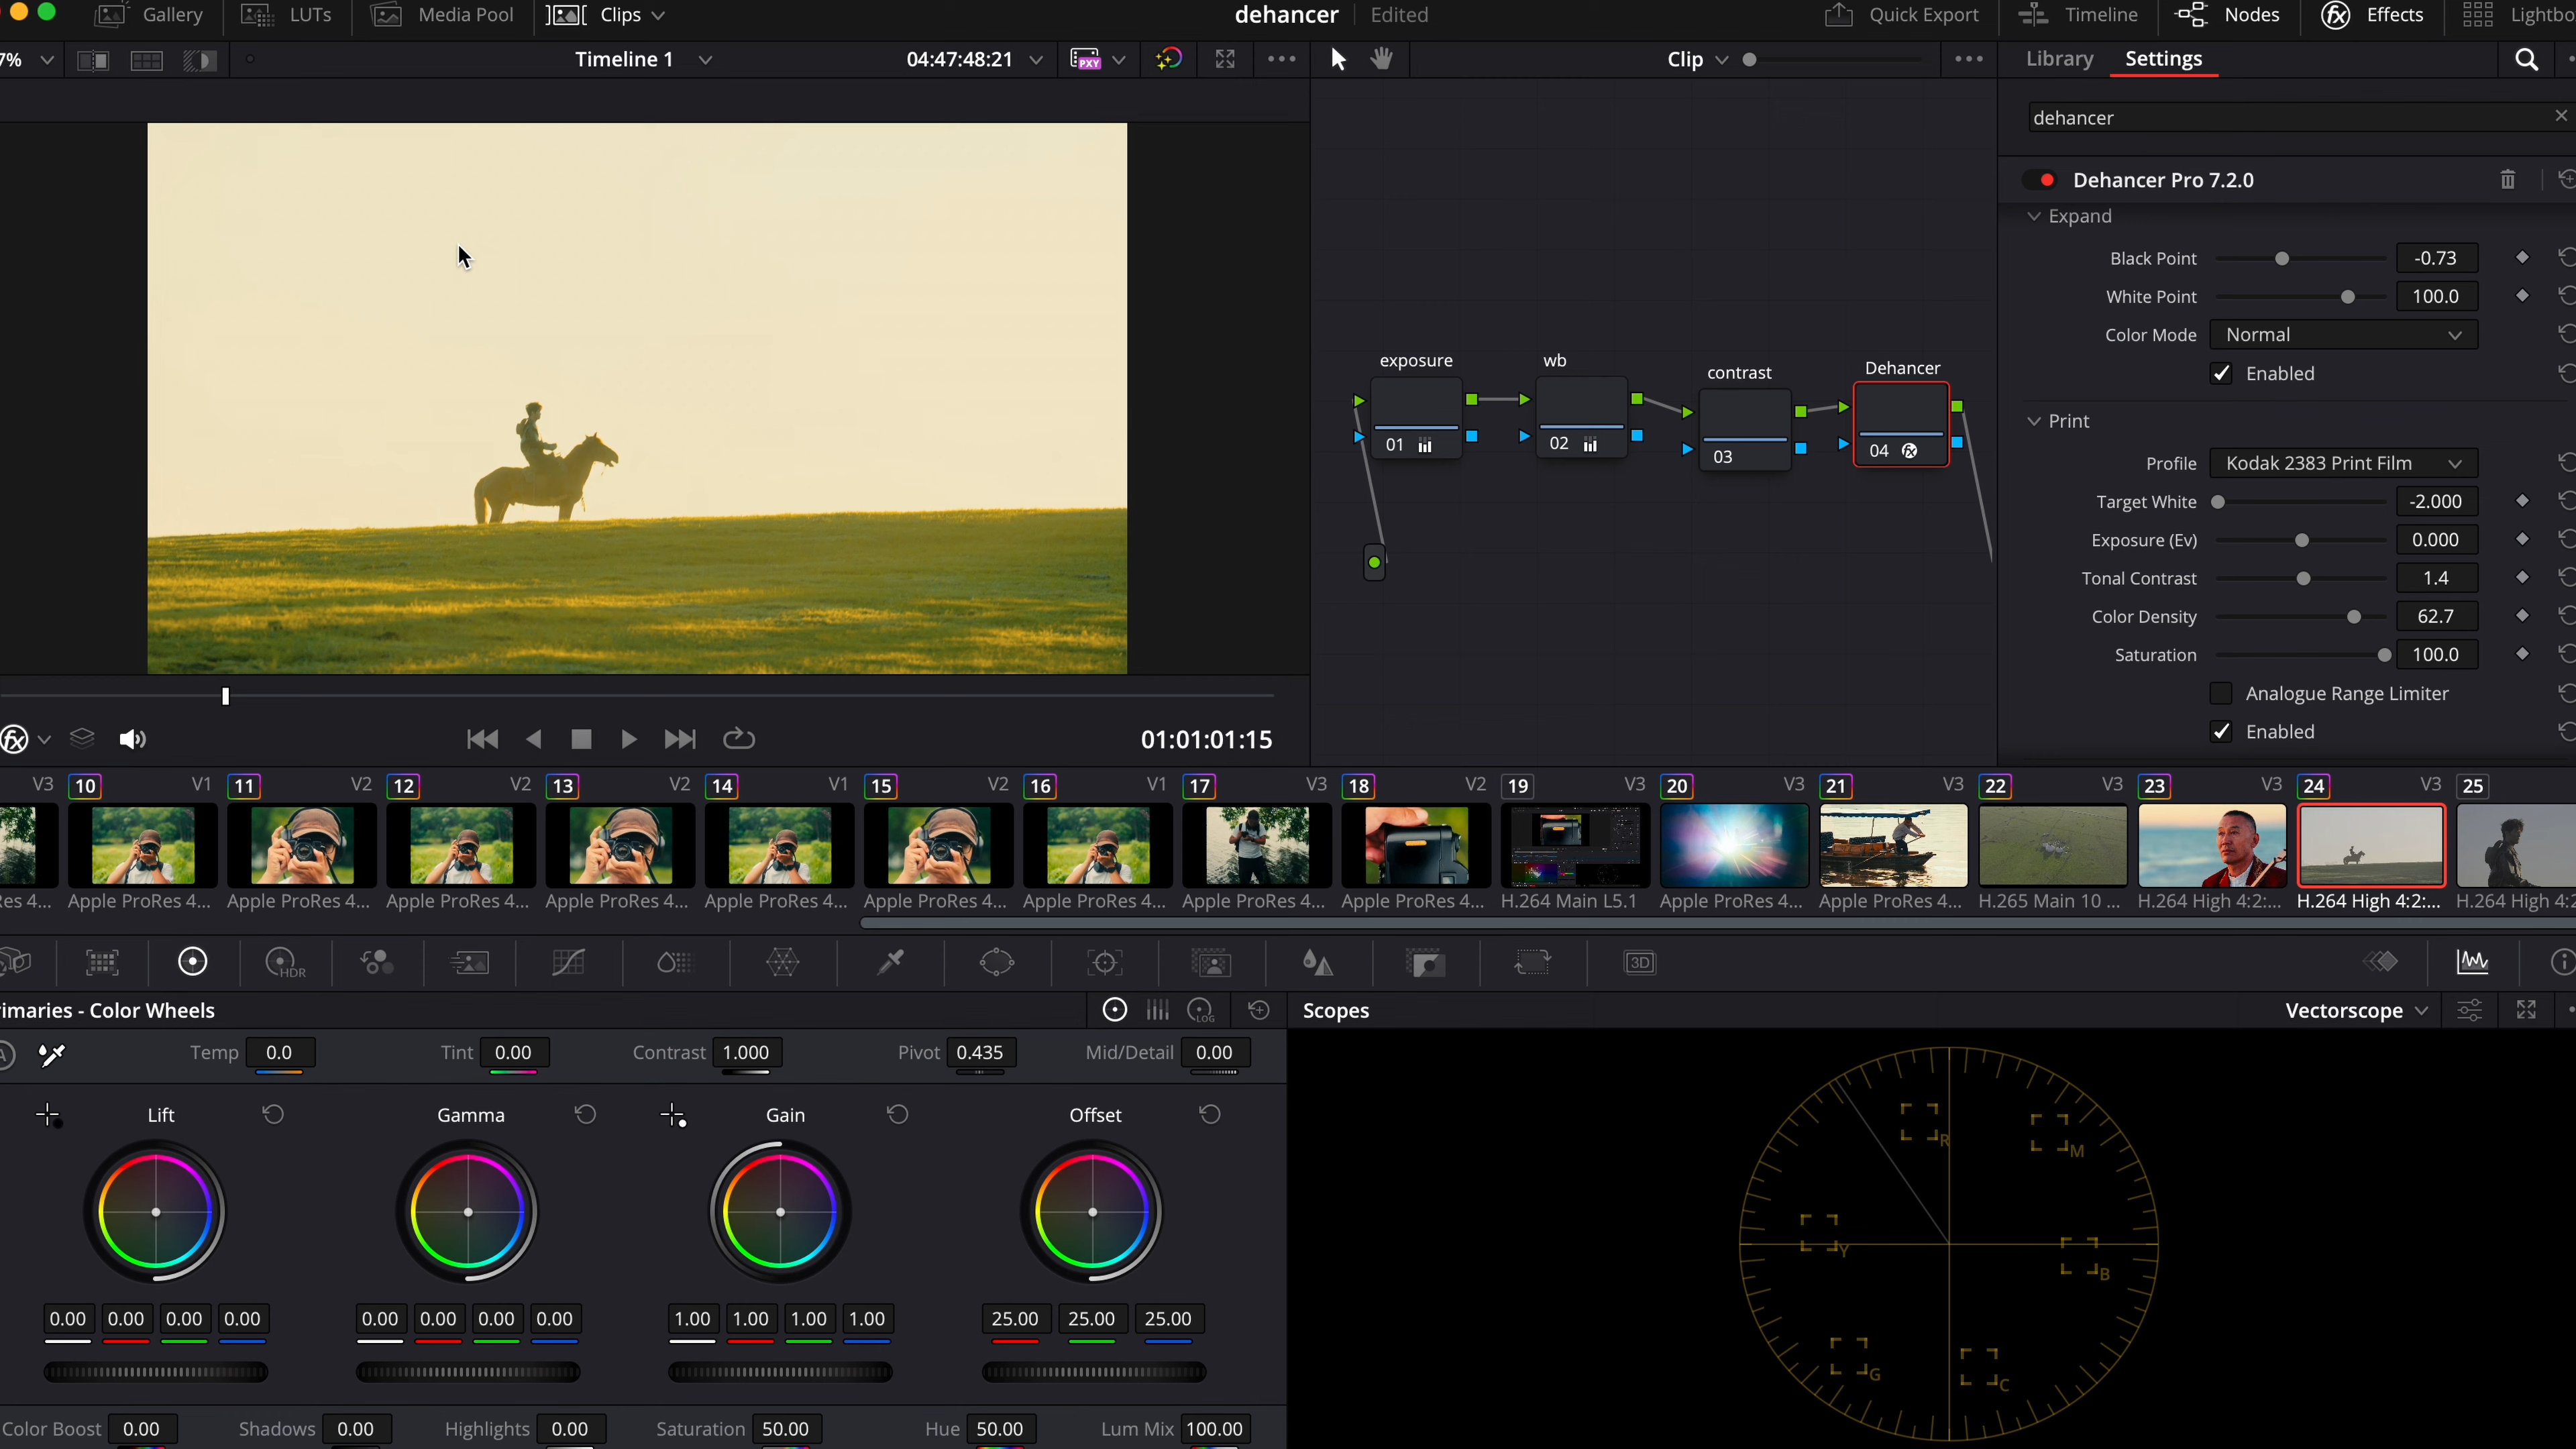 Gallery LUTs Media Pool Clips dehancer Edited Quick Export Timeline Nodes Effects Lightbo
7% Timeline 1 04:47:48:21 PXY Clip Library Settings
dehancer
Dehancer Pro 7.2.0
Expand
Black Point -0.73
White Point 100.0
Color Mode Normal
Enabled
Print
Profile Kodak 2383 Print Film
Target White -2.000
Exposure (Ev) 0.000
Tonal Contrast 1.4
Color Density 62.7
Saturation 100.0
Analogue Range Limiter
Enabled
exposure wb contrast Dehancer
01 02 03 04
01:01:01:15
V3 10 V1 11 V2 12 V2 13 V2 14 V1 15 V2 16 V1 17 V3 18 V2 19 V3 20 V3 21 V3 22 V3 23 V3 24 V3 25
Res 4... Apple ProRes 4... Apple ProRes 4... Apple ProRes 4... Apple ProRes 4... Apple ProRes 4... Apple ProRes 4... Apple ProRes 4... Apple ProRes 4... Apple ProRes 4... H.264 Main L5.1 Apple ProRes 4... Apple ProRes 4... H.265 Main 10 ... H.264 High 4:2:... H.264 High 4:2:... H.264 High 4:2
HDR 3D
rimaries - Color Wheels LOG Scopes Vectorscope
A Temp 0.0 Tint 0.00 Contrast 1.000 Pivot 0.435 Mid/Detail 0.00
Lift Gamma Gain Offset
R M Y B G C
0.00 0.00 0.00 0.00 0.00 0.00 0.00 0.00 1.00 1.00 1.00 1.00 25.00 25.00 25.00
Color Boost 0.00 Shadows 0.00 Highlights 0.00 Saturation 50.00 Hue 50.00 Lum Mix 100.00